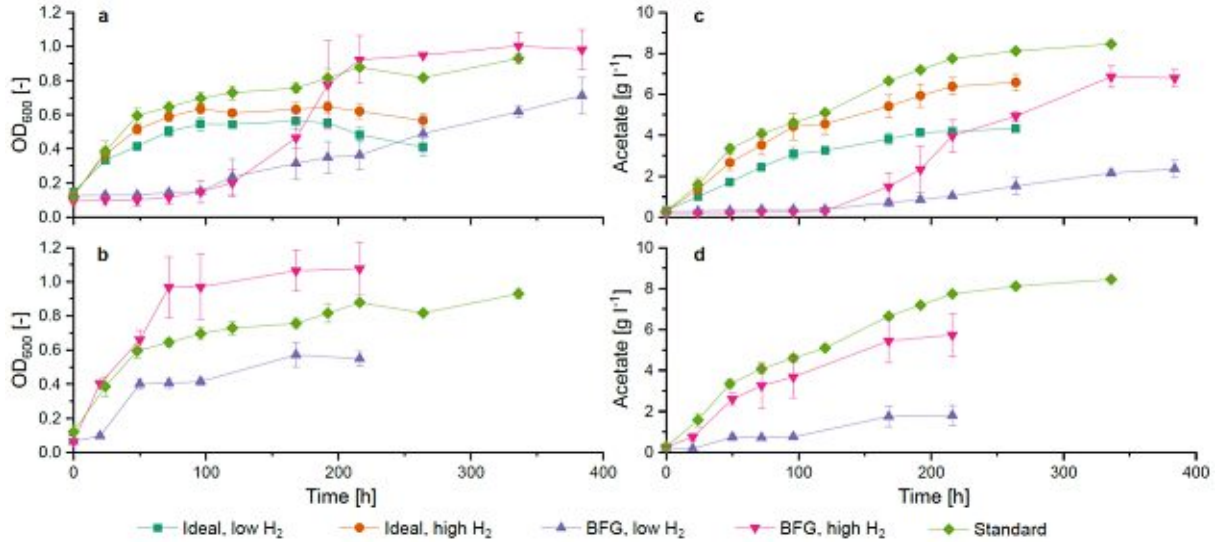 a
c
1.2
1.0
0.8
0.6
0.4
0.2
0.0
OD600 [-]
10
8
6
4
2
0
Acetate [g l⁻¹]
b
d
1.2
1.0
0.8
0.6
0.4
0.2
0.0
OD600 [-]
10
8
6
4
2
0
Acetate [g l⁻¹]
0 100 200 300 400
0 100 200 300 400
Time [h]
Time [h]
Ideal, low H₂ Ideal, high H₂ BFG, low H₂ BFG, high H₂ Standard